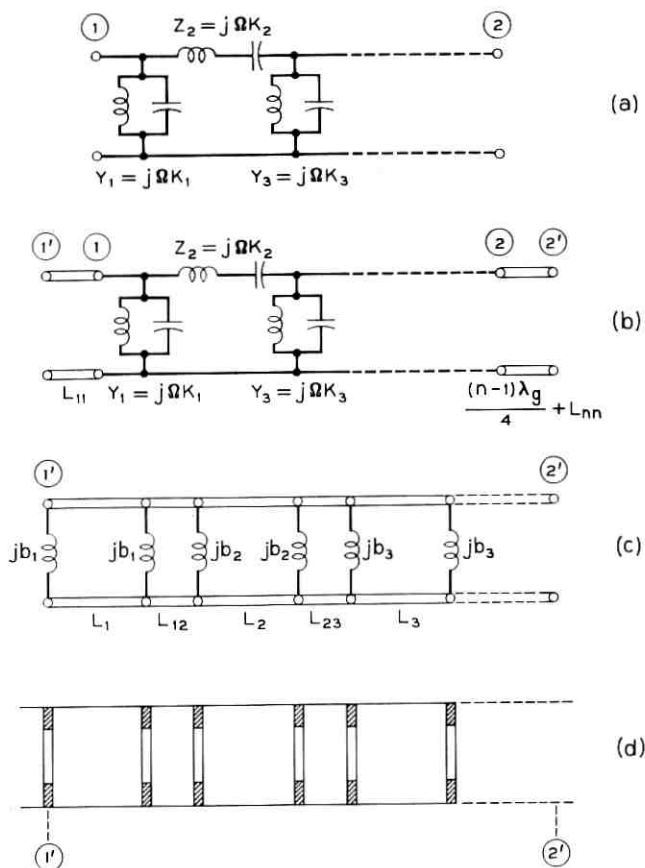 ① Z₂ = jΩK₂ ②
(a)
Y₁ = jΩK₁ Y₃ = jΩK₃
①' ① Z₂ = jΩK₂ ② ②'
(b)
L₁₁ Y₁ = jΩK₁ Y₃ = jΩK₃ (n-1)λg/4 + Lnn
①' ②'
jb₁ jb₁ jb₂ jb₂ jb₃ jb₃ (c)
L₁ L₁₂ L₂ L₂₃ L₃
(d)
①' ②'